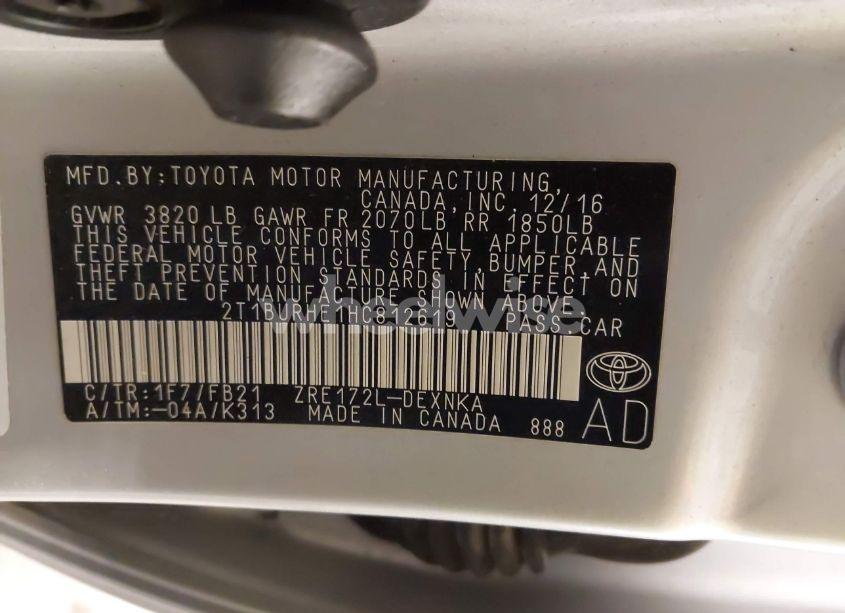 MFD.BY:TOYOTA MOTOR MANUFACTURING,
CANADA,INC.12/16
GVWR 3820 LB GAWR FR 2070LB RR 1850LB
THIS VEHICLE CONFORMS TO ALL APPLICABLE
FEDERAL MOTOR VEHICLE SAFETY,BUMPER,AND
THEFT PREVENTION STANDARDS IN EFFECT ON
THE DATE OF MANUFACTURE SHOWN ABOVE.
PASS.CAR
wheelwise
C/TR:1F7/FB21 ZRE172L-DEXNKA
A/TM:-04A/K313 MADE IN CANADA 888 AD